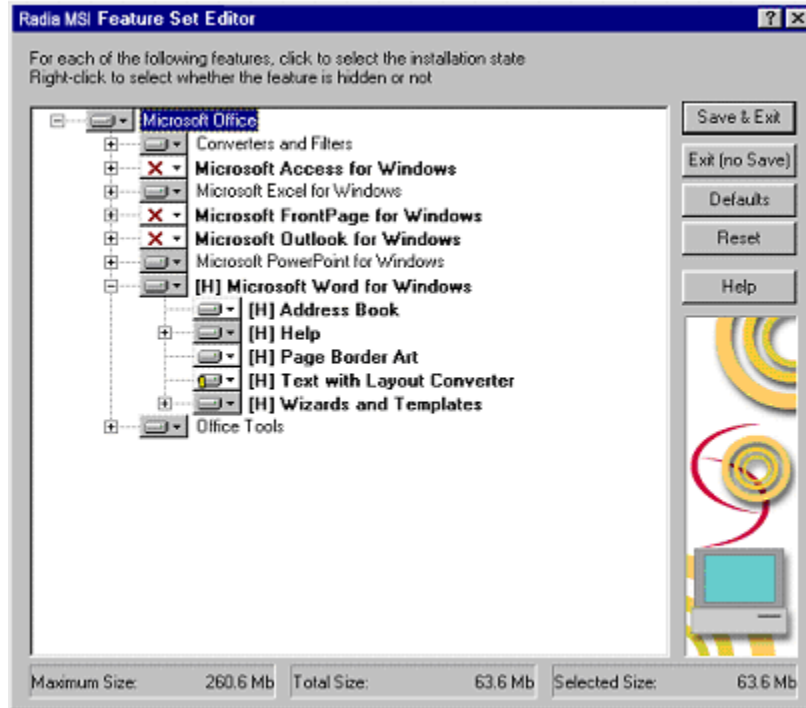 Radia MSI Feature Set Editor
For each of the following features, click to select the installation state
Right-click to select whether the feature is hidden or not
Microsoft Office
Converters and Filters
Microsoft Access for Windows
Microsoft Excel for Windows
Microsoft FrontPage for Windows
Microsoft Outlook for Windows
Microsoft PowerPoint for Windows
[H] Microsoft Word for Windows
[H] Address Book
[H] Help
[H] Page Border Art
[H] Text with Layout Converter
[H] Wizards and Templates
Office Tools
Save & Exit
Exit (no Save)
Defaults
Reset
Help
Maximum Size: 260.6 Mb Total Size: 63.6 Mb Selected Size: 63.6 Mb